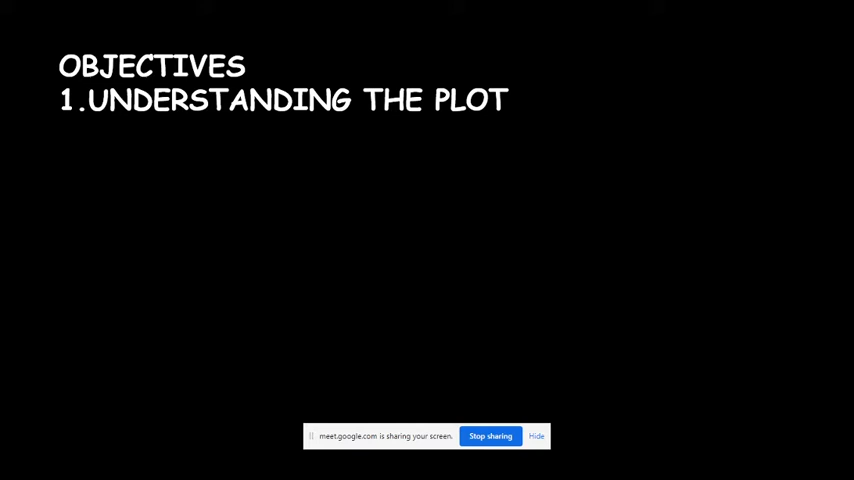 OBJECTIVES
1.UNDERSTANDING THE PLOT
meet.google.com is sharing your screen. Stop sharing Hide